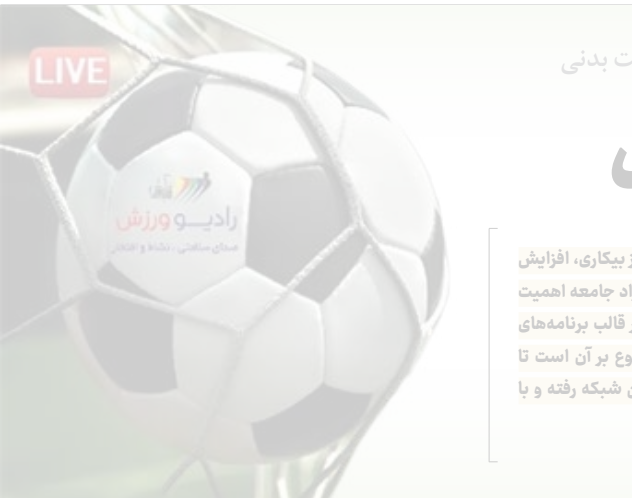 LIVE
ت بدنی
رادیو ورزش
صدای سلامتی ، نشاط و
ز بیکاری، افزایش
اد جامعه اهمیت
ر قالب برنامه‌های
وع بر آن است تا
ن شبکه رفته و با